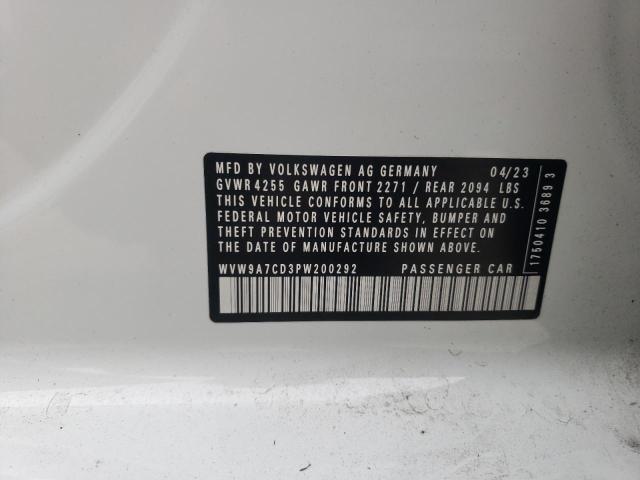 MFD BY VOLKSWAGEN AG GERMANY 04/23
GVWR 4255 GAWR FRONT 2271 / REAR 2094 LBS
THIS VEHICLE CONFORMS TO ALL APPLICABLE U.S.
FEDERAL MOTOR VEHICLE SAFETY, BUMPER AND
THEFT PREVENTION STANDARDS IN EFFECT ON
THE DATE OF MANUFACTURE SHOWN ABOVE.
WVW9A7CD3PW200292 PASSENGER CAR
1750410 3689 3